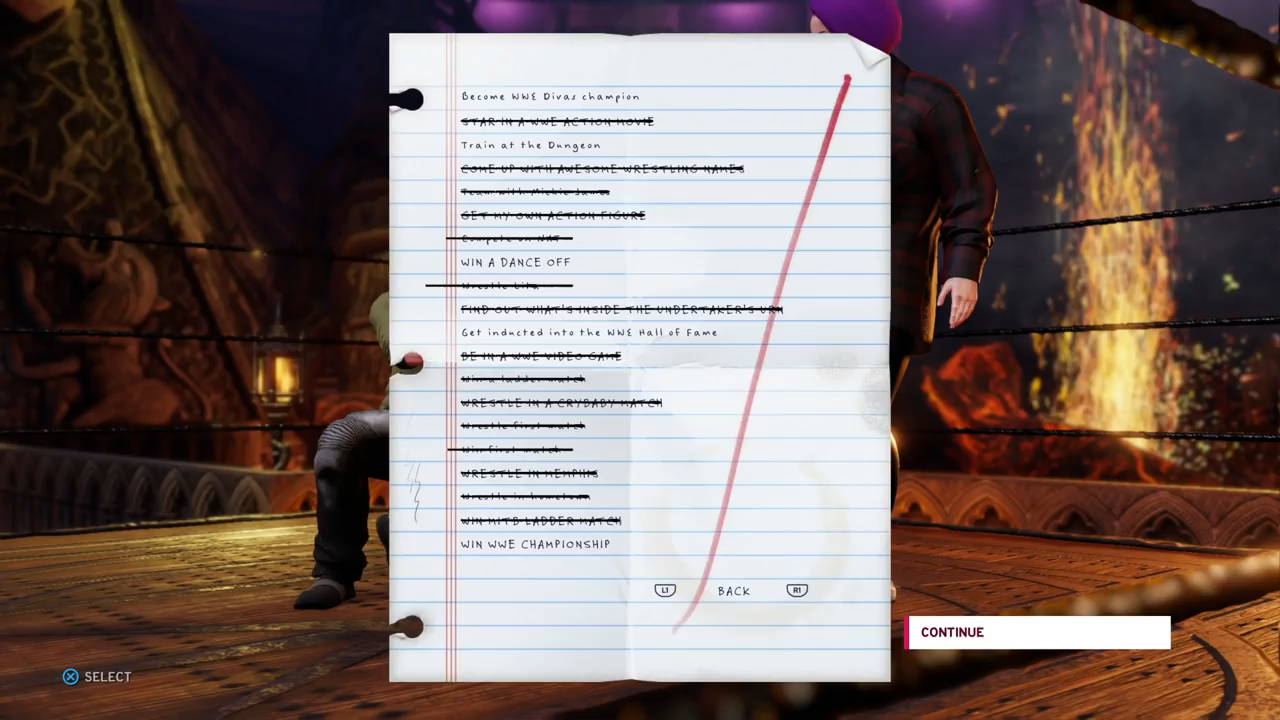 Become WWE Divas champion
STAR IN A WWE ACTION MOVIE
Train at the Dungeon
COME UP WITH AWESOME WRESTLING NAMES
Team with Mickie James
GET MY OWN ACTION FIGURE
Compete on NXT
WIN A DANCE OFF
Wrestle Lita
FIND OUT WHAT'S INSIDE THE UNDERTAKER'S URN
Get inducted into the WWE Hall of Fame
BE IN A WWE VIDEO GAME
Win a ladder match
WRESTLE IN A CRYBABY MATCH
Wrestle first match
Win first match
WRESTLE IN MEMPHIS
Wrestle in hometown
WIN MITB LADDER MATCH
WIN WWE CHAMPIONSHIP
L1 BACK R1
CONTINUE
SELECT